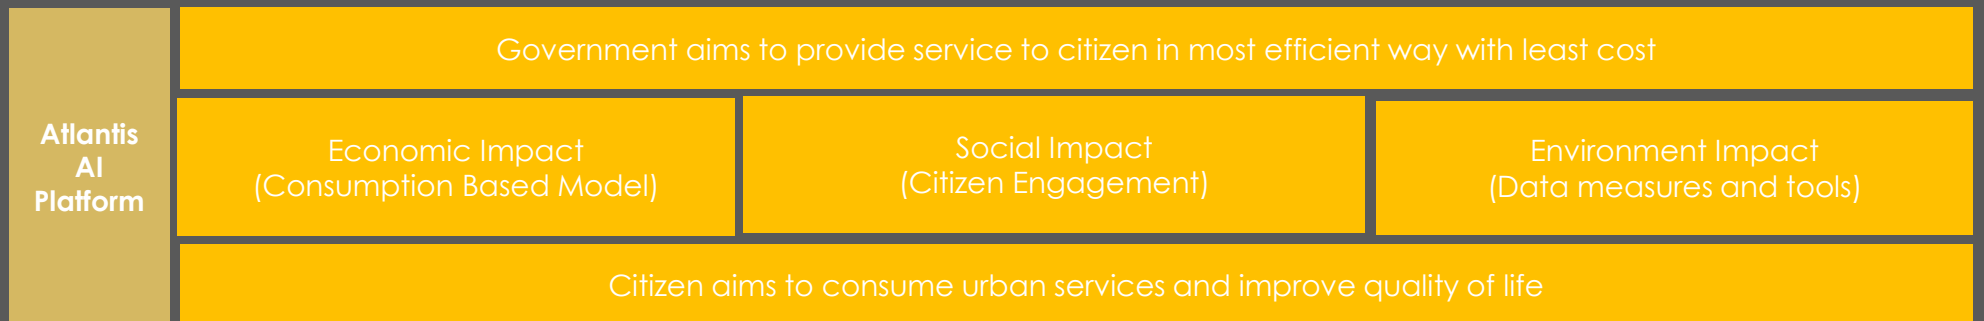 Atlantis
AI
Platform
Government aims to provide service to citizen in most efficient way with least cost
Economic Impact
(Consumption Based Model)
Social Impact
(Citizen Engagement)
Environment Impact
(Data measures and tools)
Citizen aims to consume urban services and improve quality of life